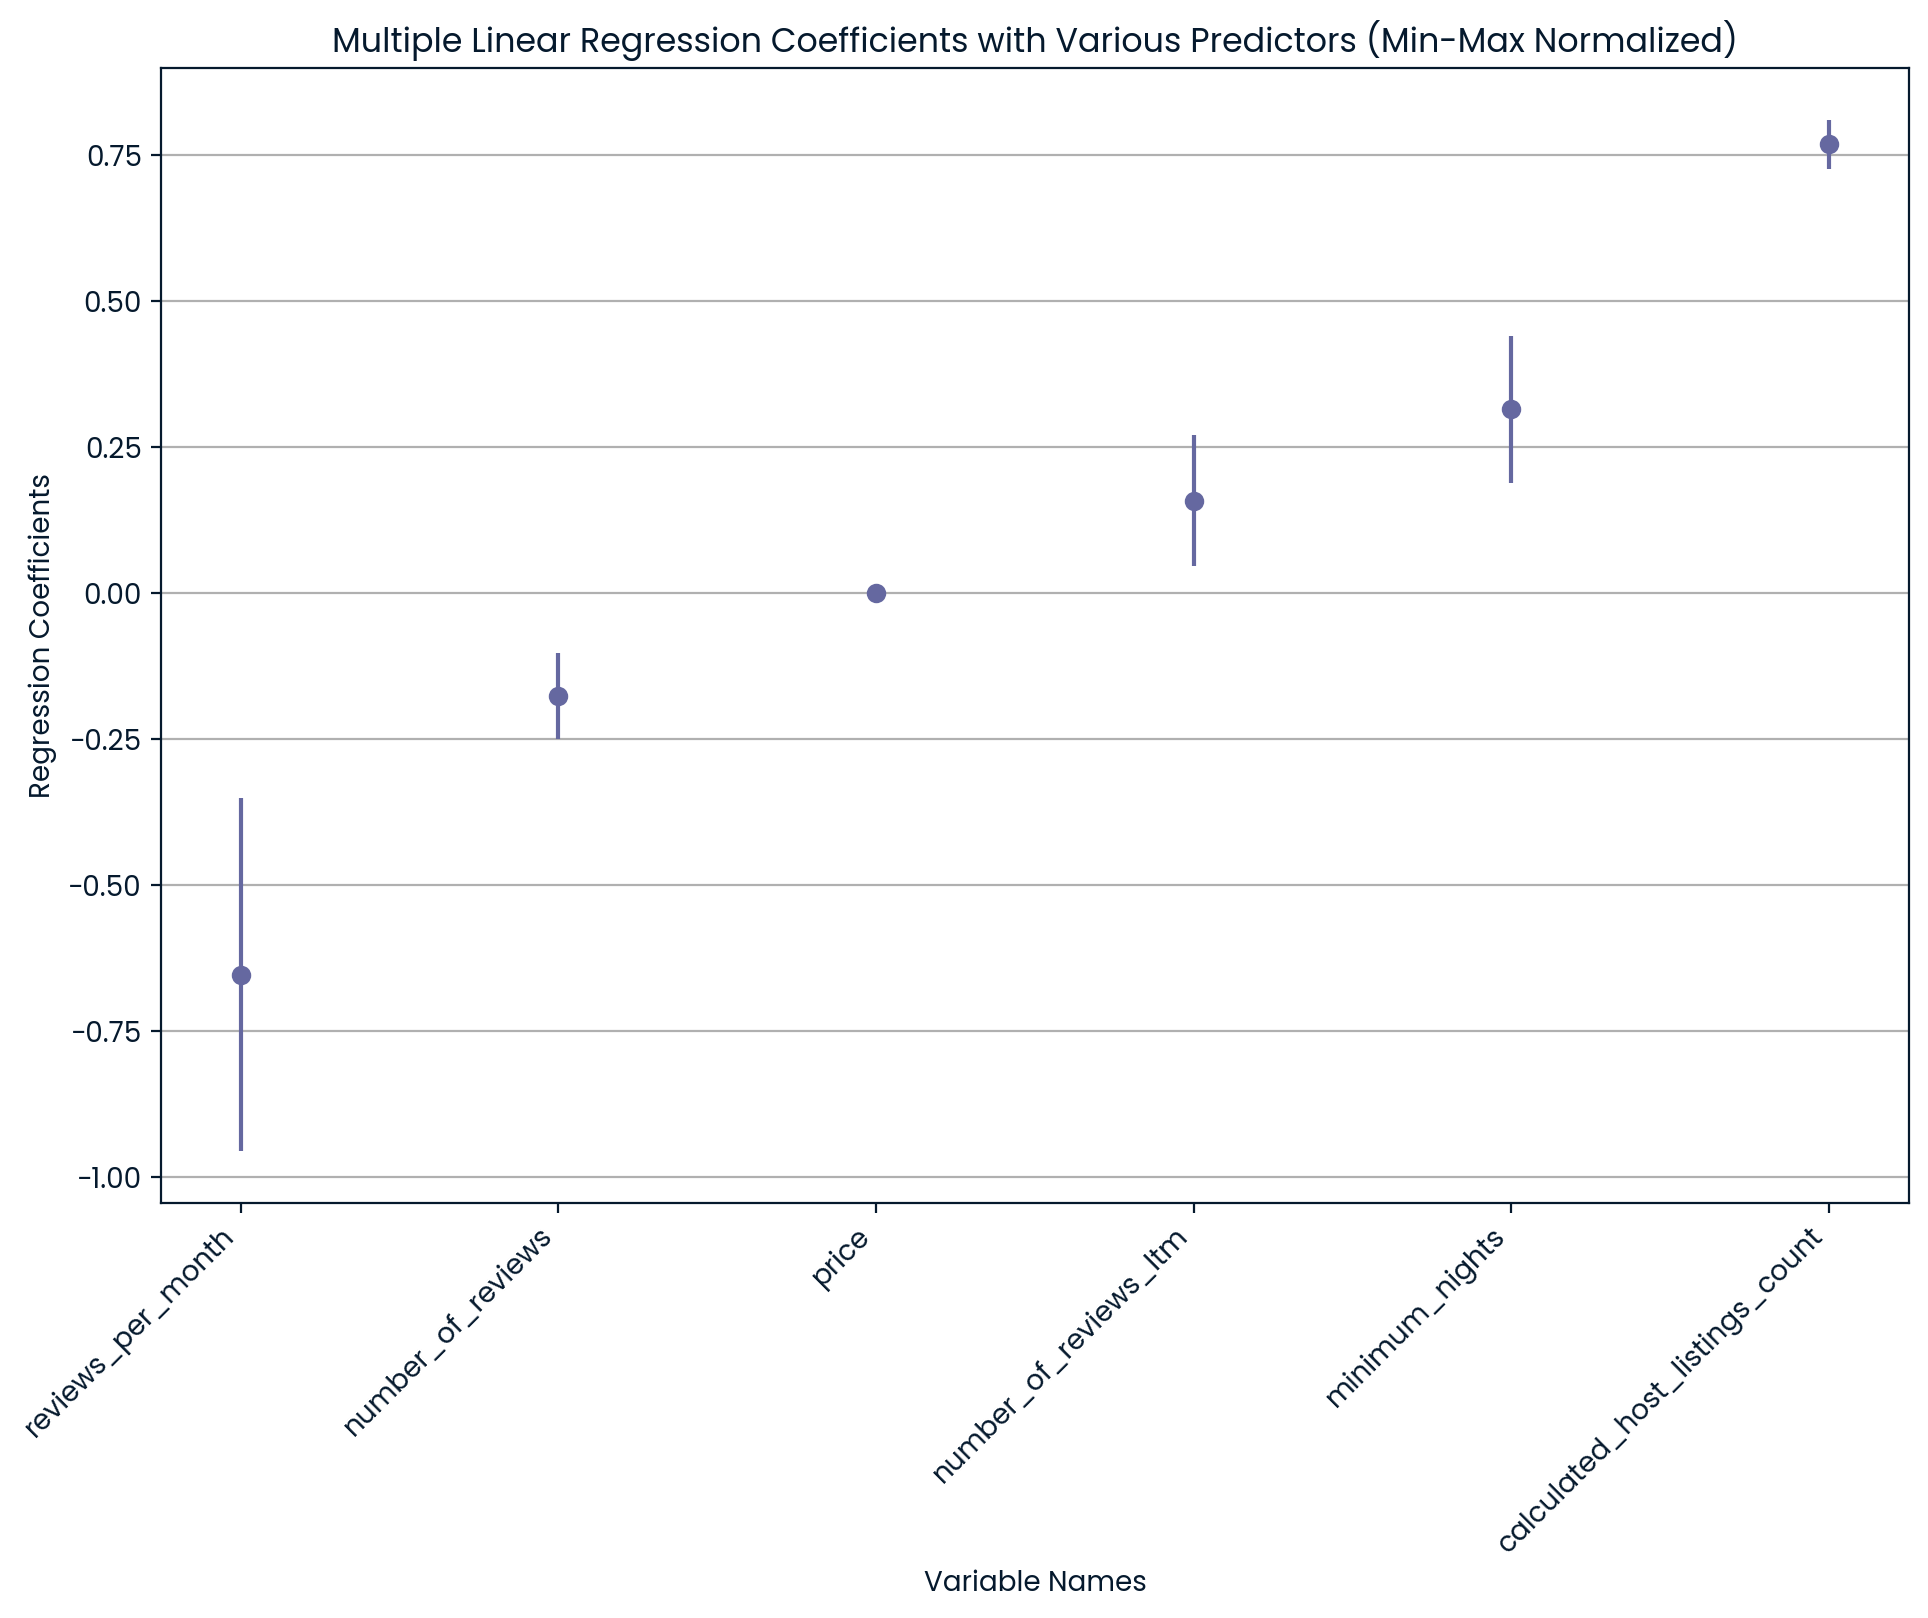 Multiple Linear Regression Coefficients with Various Predictors (Min-Max Normalized)
Regression Coefficients
0.75
0.50
0.25
0.00
-0.25
-0.50
-0.75
-1.00
reviews_per_month
number_of_reviews
price
number_of_reviews_ltm
minimum_nights
calculated_host_listings_count
Variable Names